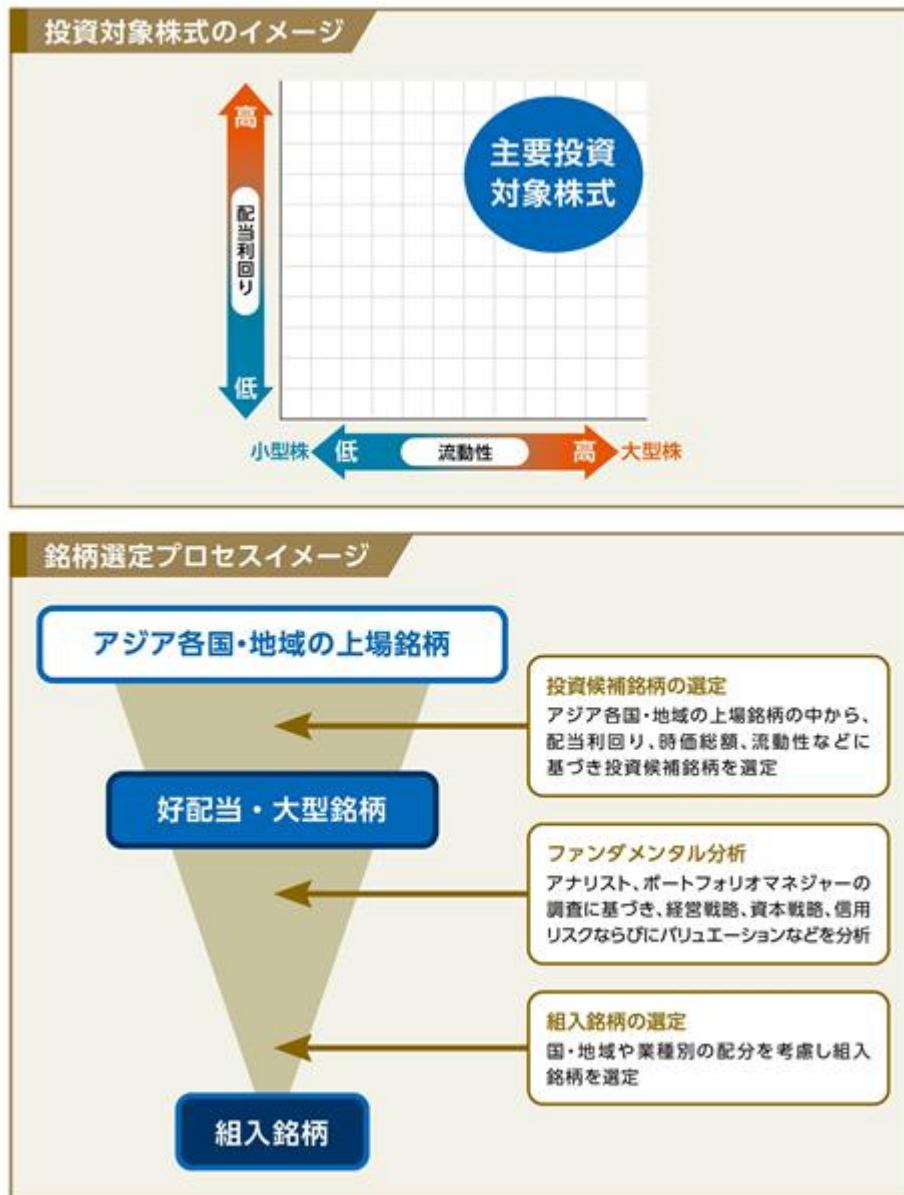 投資対象株式のイメージ
高
配当利回り
低
主要投資
対象株式
小型株 低 流動性 高 大型株
銘柄選定プロセスイメージ
アジア各国・地域の上場銘柄
投資候補銘柄の選定
アジア各国・地域の上場銘柄の中から、
配当利回り、時価総額、流動性などに
基づき投資候補銘柄を選定
好配当・大型銘柄
ファンダメンタル分析
アナリスト、ポートフォリオマネジャーの
調査に基づき、経営戦略、資本戦略、信用
リスクならびにバリュエーションなどを分析
組入銘柄の選定
国・地域や業種別の配分を考慮し組入
銘柄を選定
組入銘柄